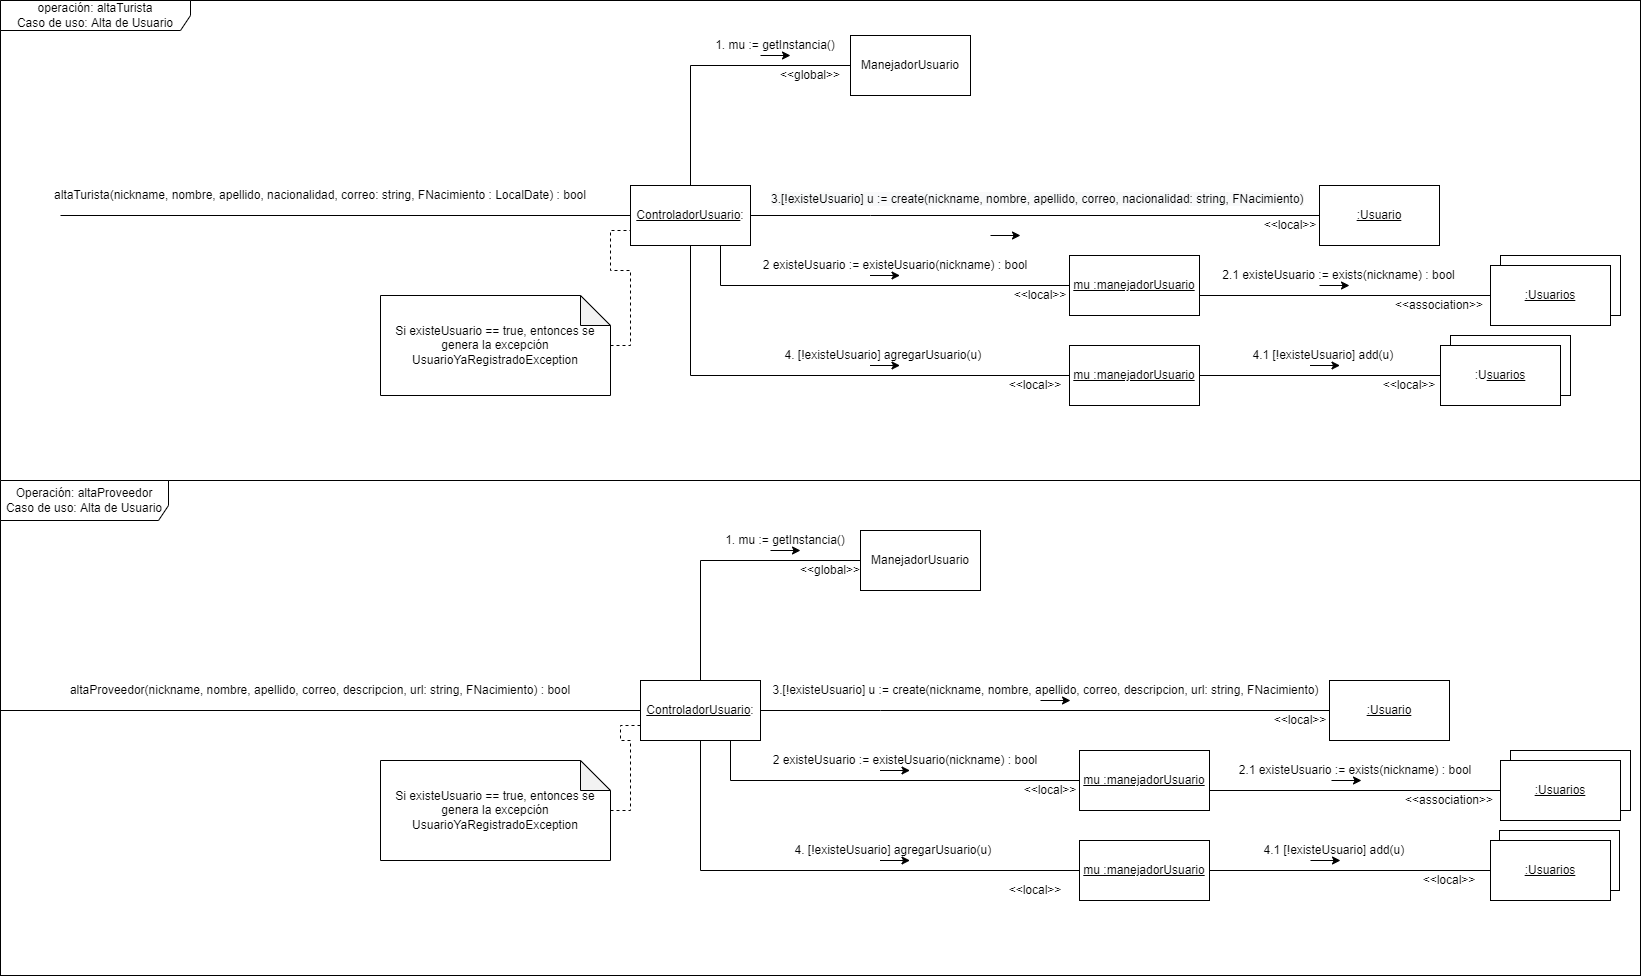 operación: altaTurista
Caso de uso: Alta de Usuario
1. mu := getInstancia()
<<global>>
ManejadorUsuario
altaTurista(nickname, nombre, apellido, nacionalidad, correo: string, FNacimiento : LocalDate) : bool
ControladorUsuario:
3.[!existeUsuario] u := create(nickname, nombre, apellido, correo, nacionalidad: string, FNacimiento)
<<local>>
:Usuario
2 existeUsuario := existeUsuario(nickname) : bool
<<local>>
mu :manejadorUsuario
2.1 existeUsuario := exists(nickname) : bool
<<association>>
:Usuarios
Si existeUsuario == true, entonces se
genera la excepción
UsuarioYaRegistradoException
4. [!existeUsuario] agregarUsuario(u)
<<local>>
mu :manejadorUsuario
4.1 [!existeUsuario] add(u)
<<local>>
:Usuarios
Operación: altaProveedor
Caso de uso: Alta de Usuario
1. mu := getInstancia()
<<global>>
ManejadorUsuario
altaProveedor(nickname, nombre, apellido, correo, descripcion, url: string, FNacimiento) : bool
ControladorUsuario:
3.[!existeUsuario] u := create(nickname, nombre, apellido, correo, descripcion, url: string, FNacimiento)
<<local>>
:Usuario
2 existeUsuario := existeUsuario(nickname) : bool
<<local>>
mu :manejadorUsuario
2.1 existeUsuario := exists(nickname) : bool
<<association>>
:Usuarios
Si existeUsuario == true, entonces se
genera la excepción
UsuarioYaRegistradoException
4. [!existeUsuario] agregarUsuario(u)
<<local>>
mu :manejadorUsuario
4.1 [!existeUsuario] add(u)
<<local>>
:Usuarios